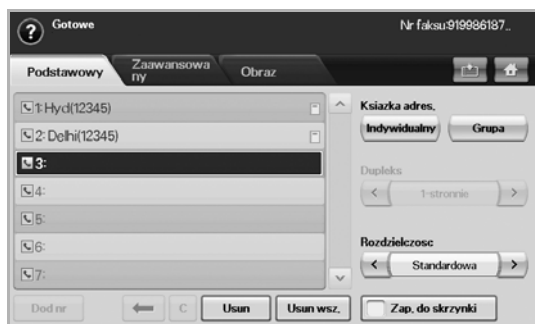 Gotowe
Nr faksu:919986187..
Podstawowy
Zaawansowa
ny
Obraz
1: Hyd(12345)
2: Delhi(12345)
3:
4:
5:
6:
7:
Ksiazka adres.
Indywidualny
Grupa
Dupleks
1-stronnie
Rozdzielczosc
Standardowa
Dod nr
C
Usun
Usun wsz.
Zap. do skrzynki